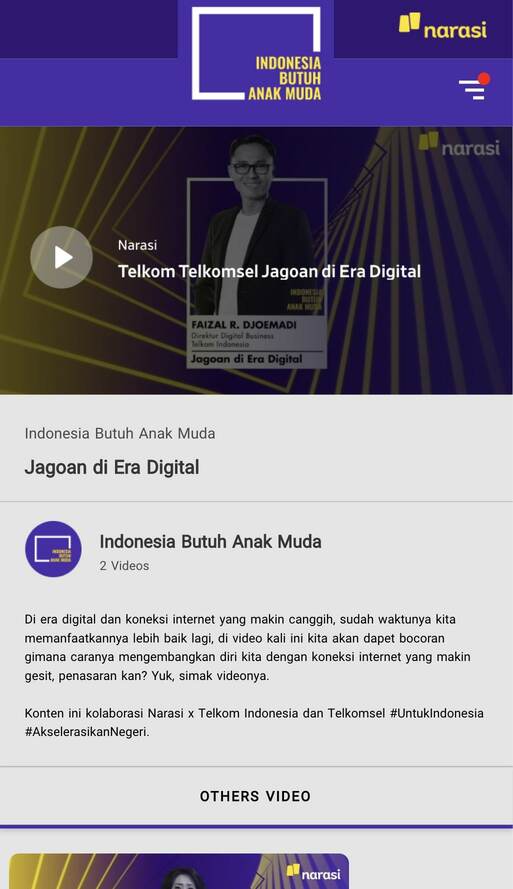 INDONESIA
BUTUH
ANAK MUDA
narasi
narasi
Narasi
Telkom Telkomsel Jagoan di Era Digital
INDONESIA
BUTUH
ANAK MUDA
FAIZAL R. DJOEMADI
Direktur Digital Business
Telkom Indonesia
Jagoan di Era Digital
Indonesia Butuh Anak Muda
Jagoan di Era Digital
INDONESIA
BUTUH
ANAK MUDA
Indonesia Butuh Anak Muda
2 Videos
Di era digital dan koneksi internet yang makin canggih, sudah waktunya kita
memanfaatkannya lebih baik lagi, di video kali ini kita akan dapet bocoran
gimana caranya mengembangkan diri kita dengan koneksi internet yang makin
gesit, penasaran kan? Yuk, simak videonya.
Konten ini kolaborasi Narasi x Telkom Indonesia dan Telkomsel #UntukIndonesia
#AkselerasikanNegeri.
OTHERS VIDEO
narasi